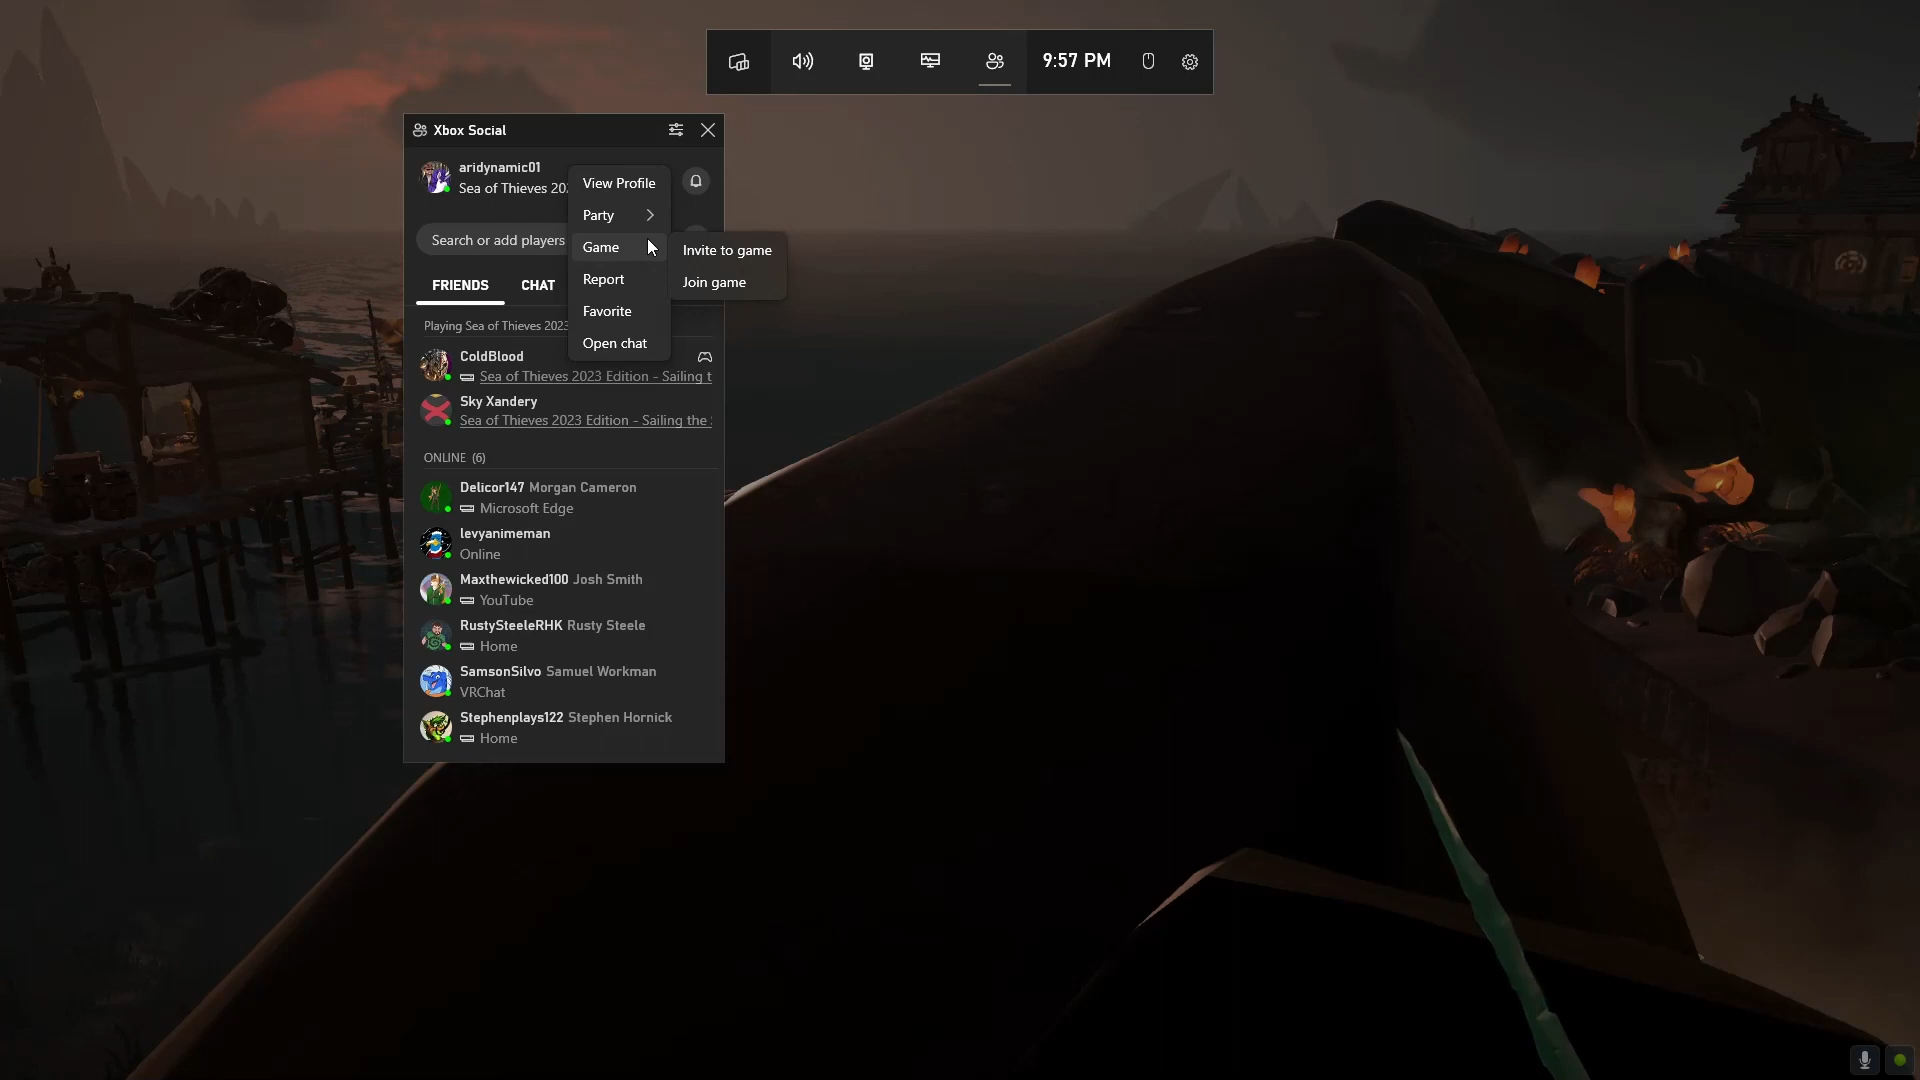 9:57 PM
Xbox Social
aridynamic01
Sea of Thieves 20
View Profile
Party
Search or add players
Game
Invite to game
Join game
FRIENDS
CHAT
Report
Favorite
Open chat
Playing Sea of Thieves 2023
ColdBlood
Sea of Thieves 2023 Edition - Sailing t
Sky Xandery
Sea of Thieves 2023 Edition - Sailing the
ONLINE (6)
Delicor147 Morgan Cameron
Microsoft Edge
levyanimeman
Online
Maxthewicked100 Josh Smith
YouTube
RustySteeleRHK Rusty Steele
Home
SamsonSilvo Samuel Workman
VRChat
Stephenplays122 Stephen Hornick
Home